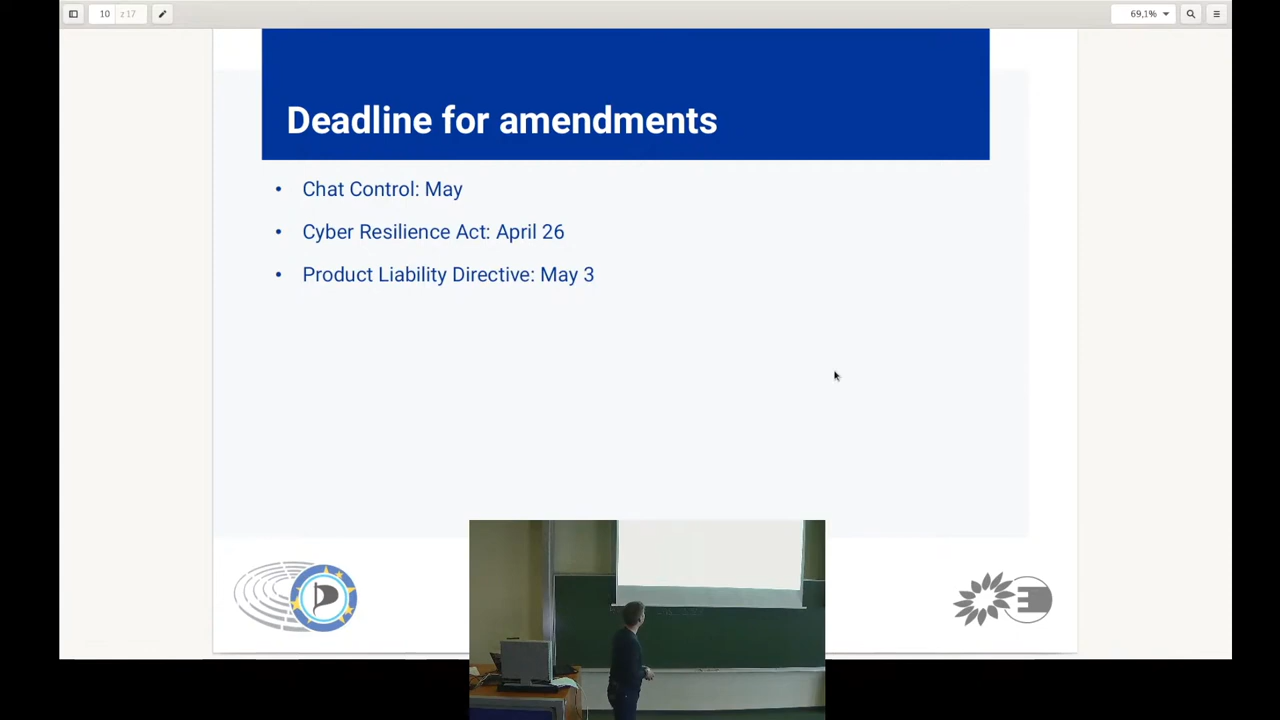 10 z 17
69,1%
Deadline for amendments
• Chat Control: May
• Cyber Resilience Act: April 26
• Product Liability Directive: May 3